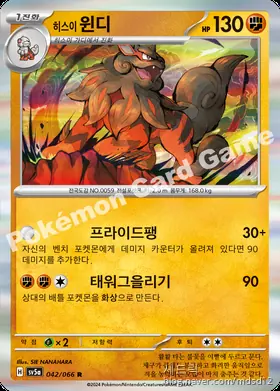 1진화
히스이 윈디
HP 130
히스이 가디에서 진화
전국도감 NO.0059 전설포켓몬 키 2.0m 몸무게 168.0kg
Pokémon Card Game
프라이드팽 30+
자신의 벤치 포켓몬에게 데미지 카운터가 올려져 있다면 90
데미지를 추가한다.
태워그을리기 90
상대의 배틀 포켓몬을 화상으로 만든다.
약점 ×2 저항력 후퇴
Illus. SIE NANAHARA
H sv5a 042/066 R
©2024 Pokémon/Nintendo/Creatures/GAME FREAK